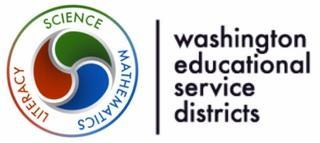 SCIENCE
LITERACY
MATHEMATICS
washington
educational
service
districts